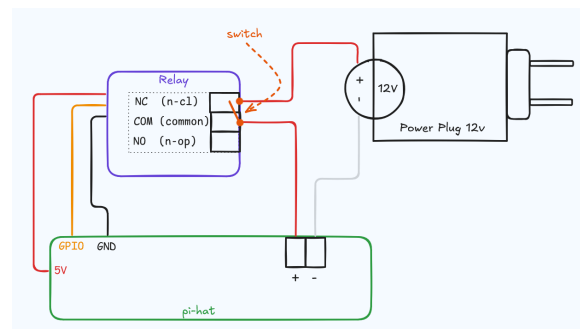 switch
Relay
NC (n-cl)
COM (common)
NO (n-op)
+
-
12V
Power Plug 12v
GPIO GND
5V
+ -
pi-hat